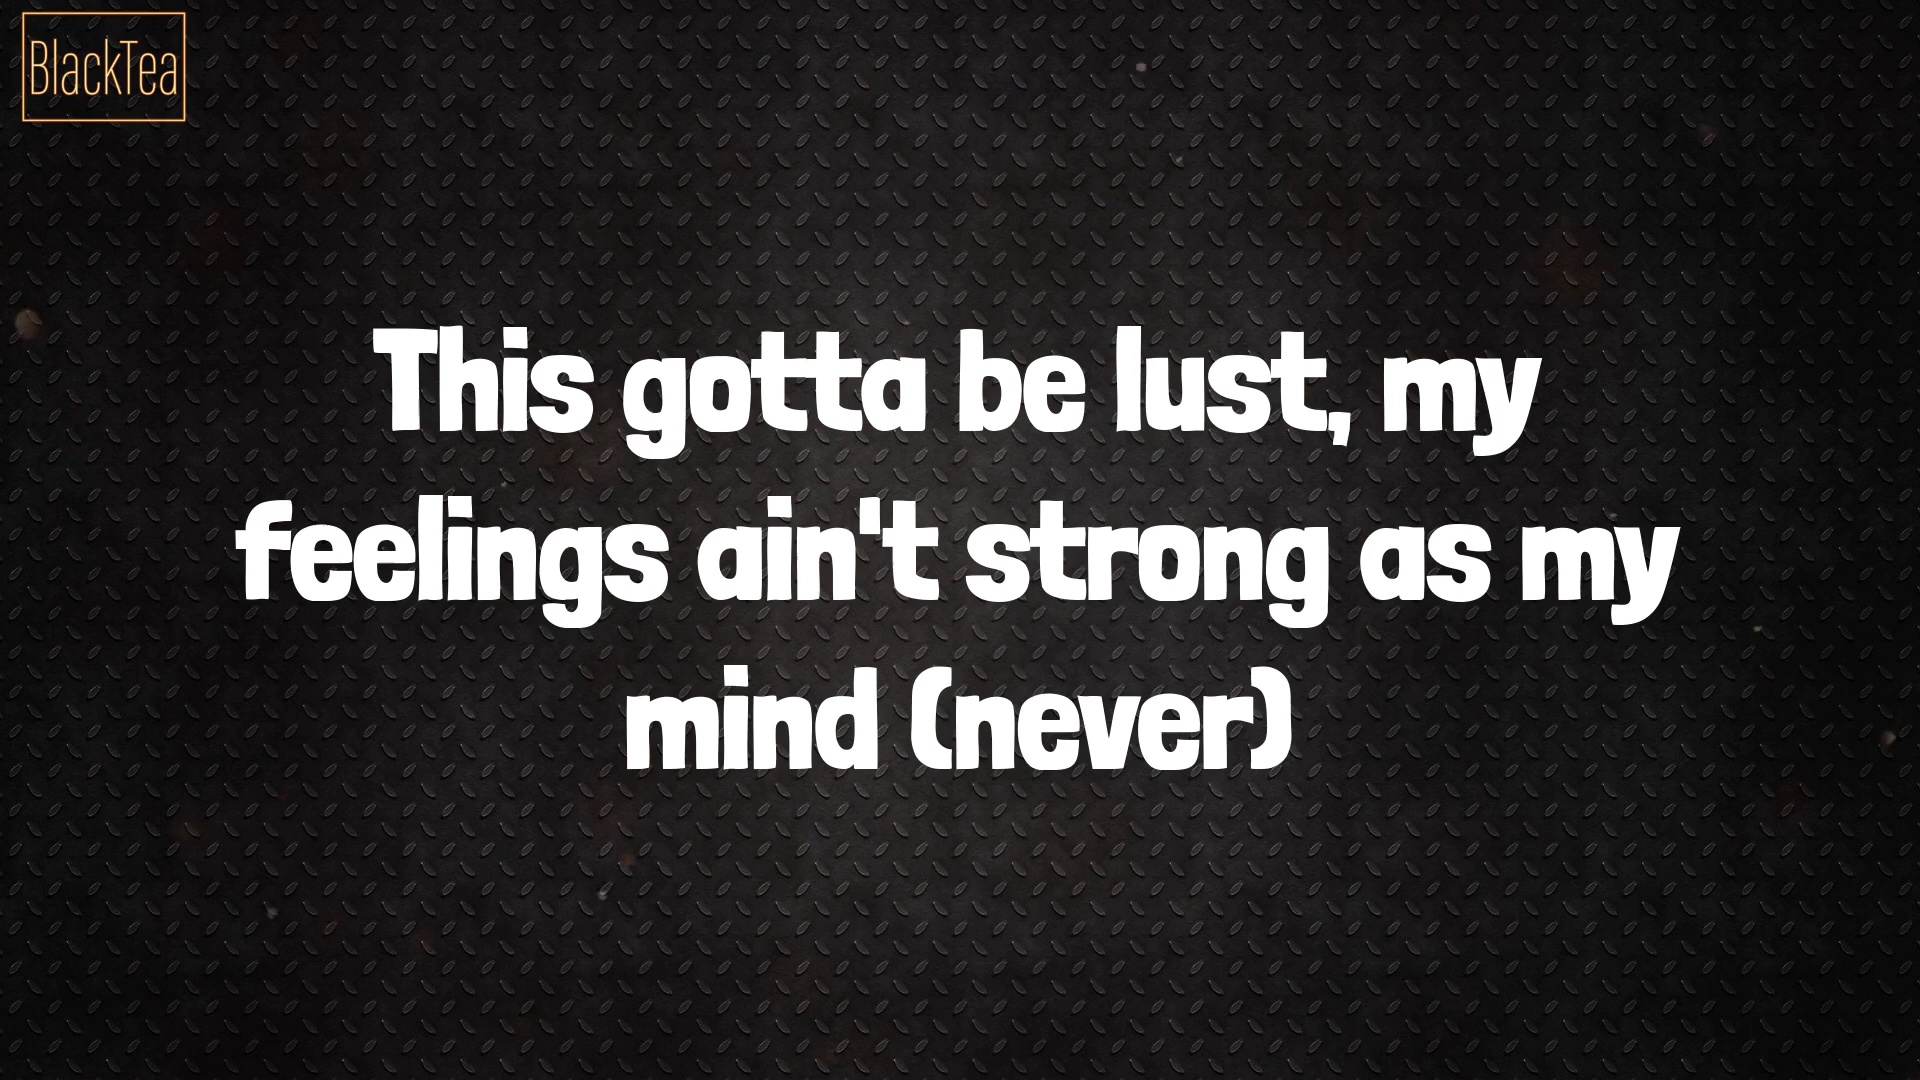 BlackTea
This gotta be lust, my
feelings ain't strong as my
mind (never)